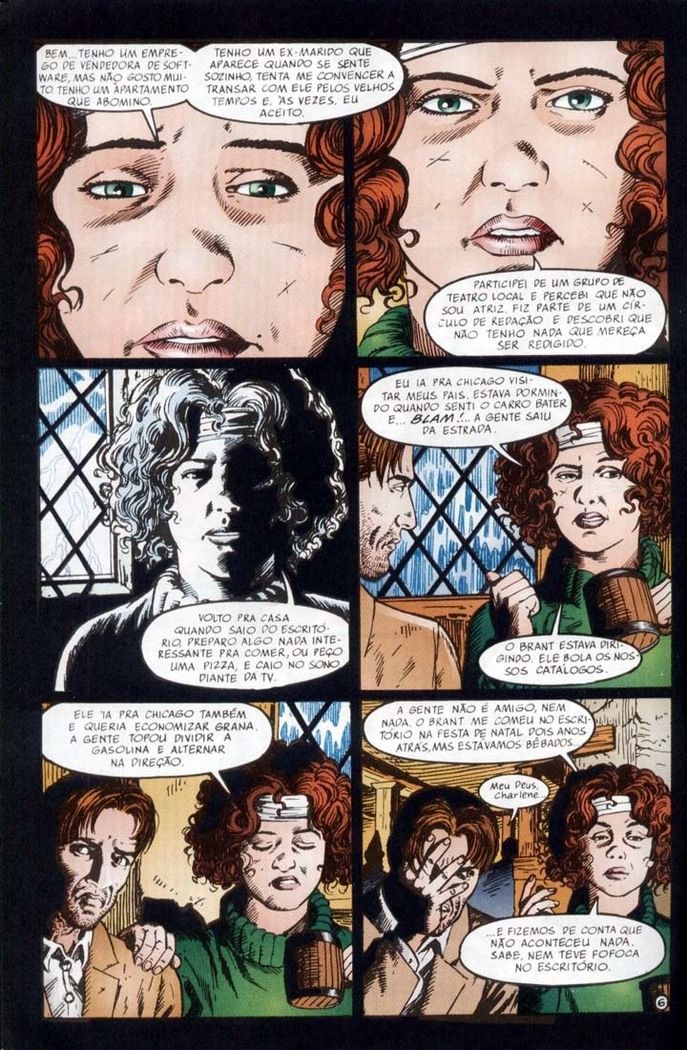 BEM... TENHO UM EMPRE-
GO DE VENDEDORA DE SOFT-
WARE, MAS NÃO GOSTO MUI-
TO. TENHO UM APARTAMENTO
QUE ABOMINO.
TENHO UM EX-MARIDO QUE
APARECE QUANDO SE SENTE
SOZINHO, TENTA ME CONVENCER A
TRANSAR COM ELE PELOS VELHOS
TEMPOS E, ÀS VEZES, EU
ACEITO.
PARTICIPEI DE UM GRUPO DE
TEATRO LOCAL E PERCEBI QUE NÃO
SOU ATRIZ. FIZ PARTE DE UM CÍR-
CULO DE REDAÇÃO E DESCOBRI QUE
NÃO TENHO NADA QUE MEREÇA
SER REDIGIDO.
VOLTO PRA CASA
QUANDO SAIO DO ESCRITÓ-
RIO, PREPARO ALGO NADA INTE-
RESSANTE PRA COMER, OU PEÇO
UMA PIZZA, E CAIO NO SONO
DIANTE DA TV.
EU IA PRA CHICAGO VISI-
TAR MEUS PAIS. ESTAVA DORMIN-
DO QUANDO SENTI O CARRO BATER
E... BLAM!... A GENTE SAIU
DA ESTRADA.
O BRANT ESTAVA DIRI-
GINDO. ELE BOLA OS NOS-
SOS CATÁLOGOS.
ELE IA PRA CHICAGO TAMBÉM
E QUERIA ECONOMIZAR GRANA.
A GENTE TOPOU DIVIDIR A
GASOLINA E ALTERNAR
NA DIREÇÃO.
A GENTE NÃO É AMIGO, NEM
NADA. O BRANT ME COMEU NO ESCRI-
TÓRIO NA FESTA DE NATAL DOIS ANOS
ATRÁS, MAS ESTÁVAMOS BÊBADOS...
Meu Deus,
Charlene...
...E FIZEMOS DE CONTA QUE
NÃO ACONTECEU NADA.
SABE, NEM TEVE FOFOCA
NO ESCRITÓRIO.
6